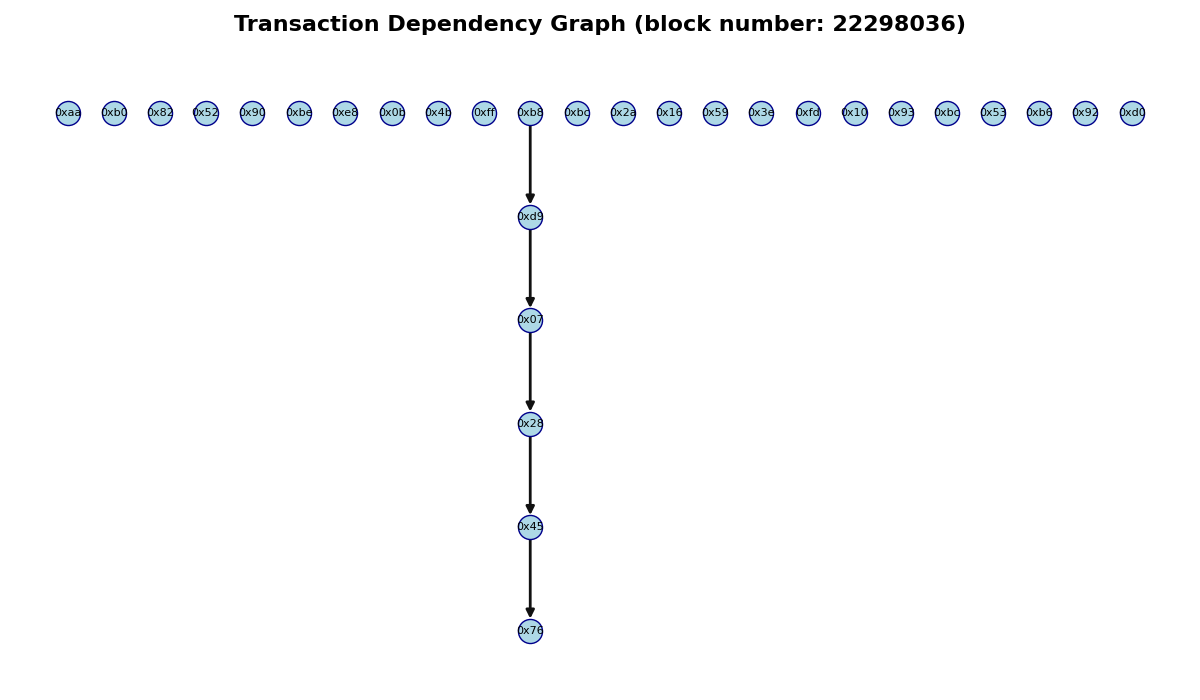 Transaction Dependency Graph (block number: 22298036)
0xaa 0xb0 0x82 0x52 0x90 0xbe 0xe8 0x0b 0x4b 0xff 0xb8 0xbc 0x2a 0x16 0x59 0x3e 0xfd 0x10 0x93 0xbc 0x53 0xb6 0x92 0xd0
0xd9
0x07
0x28
0x45
0x76